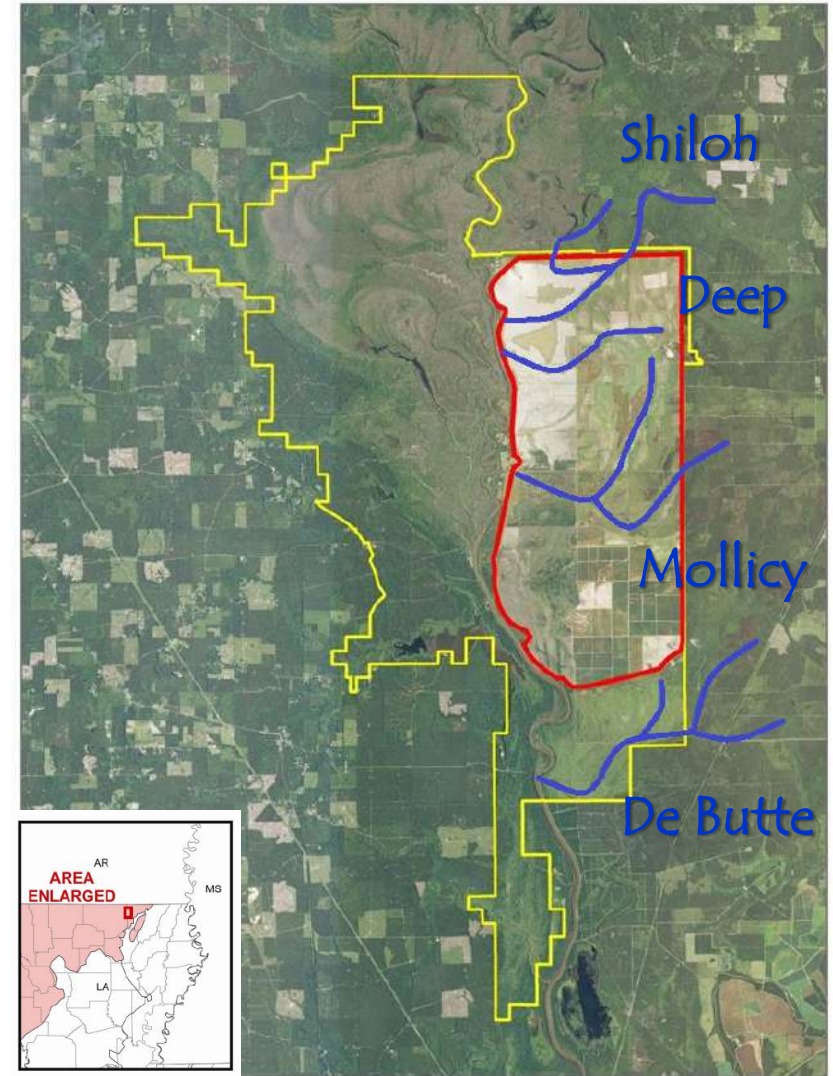 Shiloh
Deep
Mollicy
De Butte
AR
AREA
ENLARGED
MS
LA